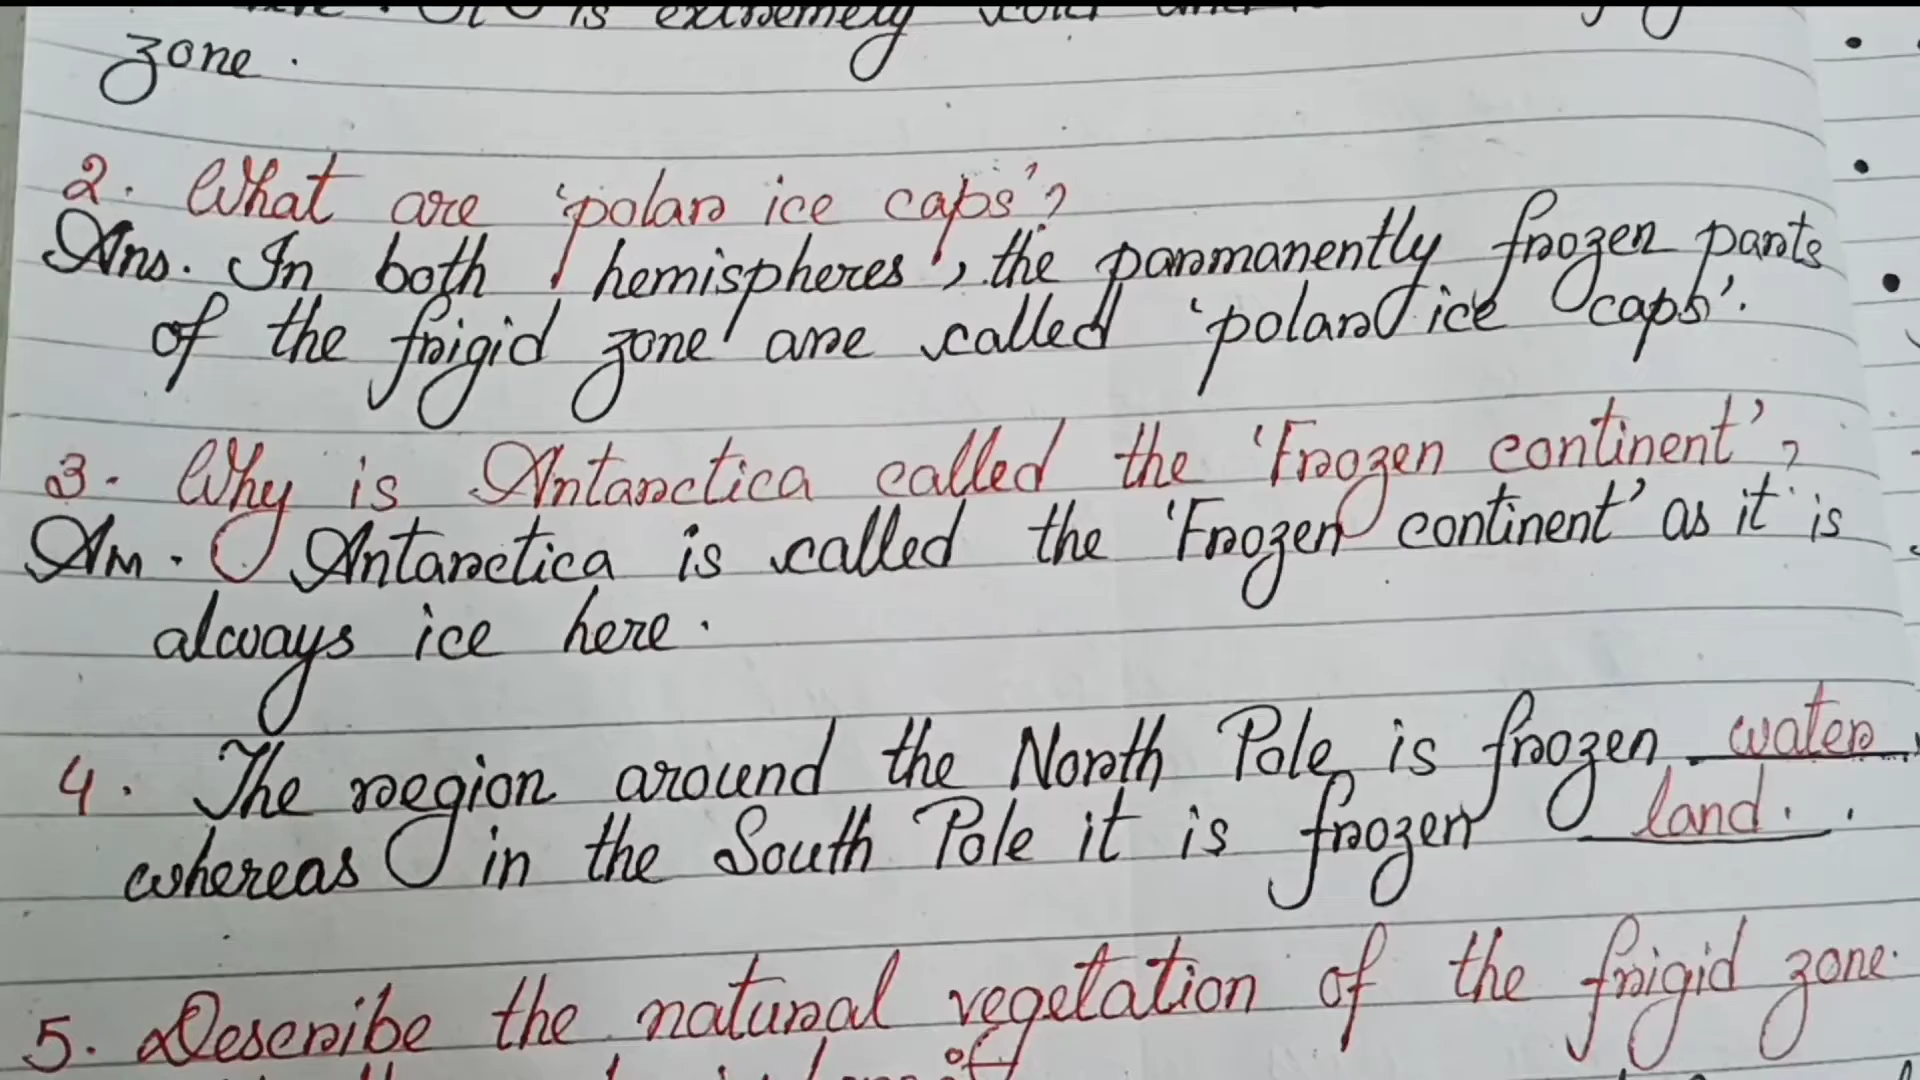 is extremely
zone.
2. What are 'polar ice caps'?
Ans. In both hemispheres, the parmanently frozen parts
of the frigid zone are called 'polar ice caps'.
3. Why is Antarctica called the 'Frozen continent'?
Ans. Antarctica is called the 'Frozen continent' as it is
always ice here.
4. The region around the North Pole is frozen water,
whereas in the South Pole it is frozen land.
5. Describe the natural vegetation of the frigid zone.